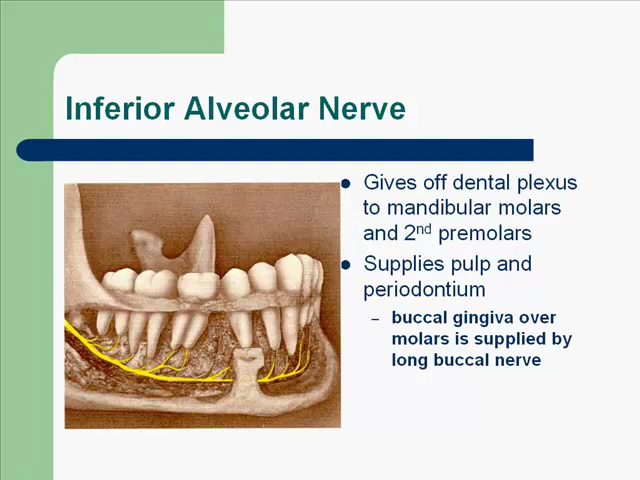 Inferior Alveolar Nerve
Gives off dental plexus
to mandibular molars
and 2nd premolars
Supplies pulp and
periodontium
– buccal gingiva over
molars is supplied by
long buccal nerve